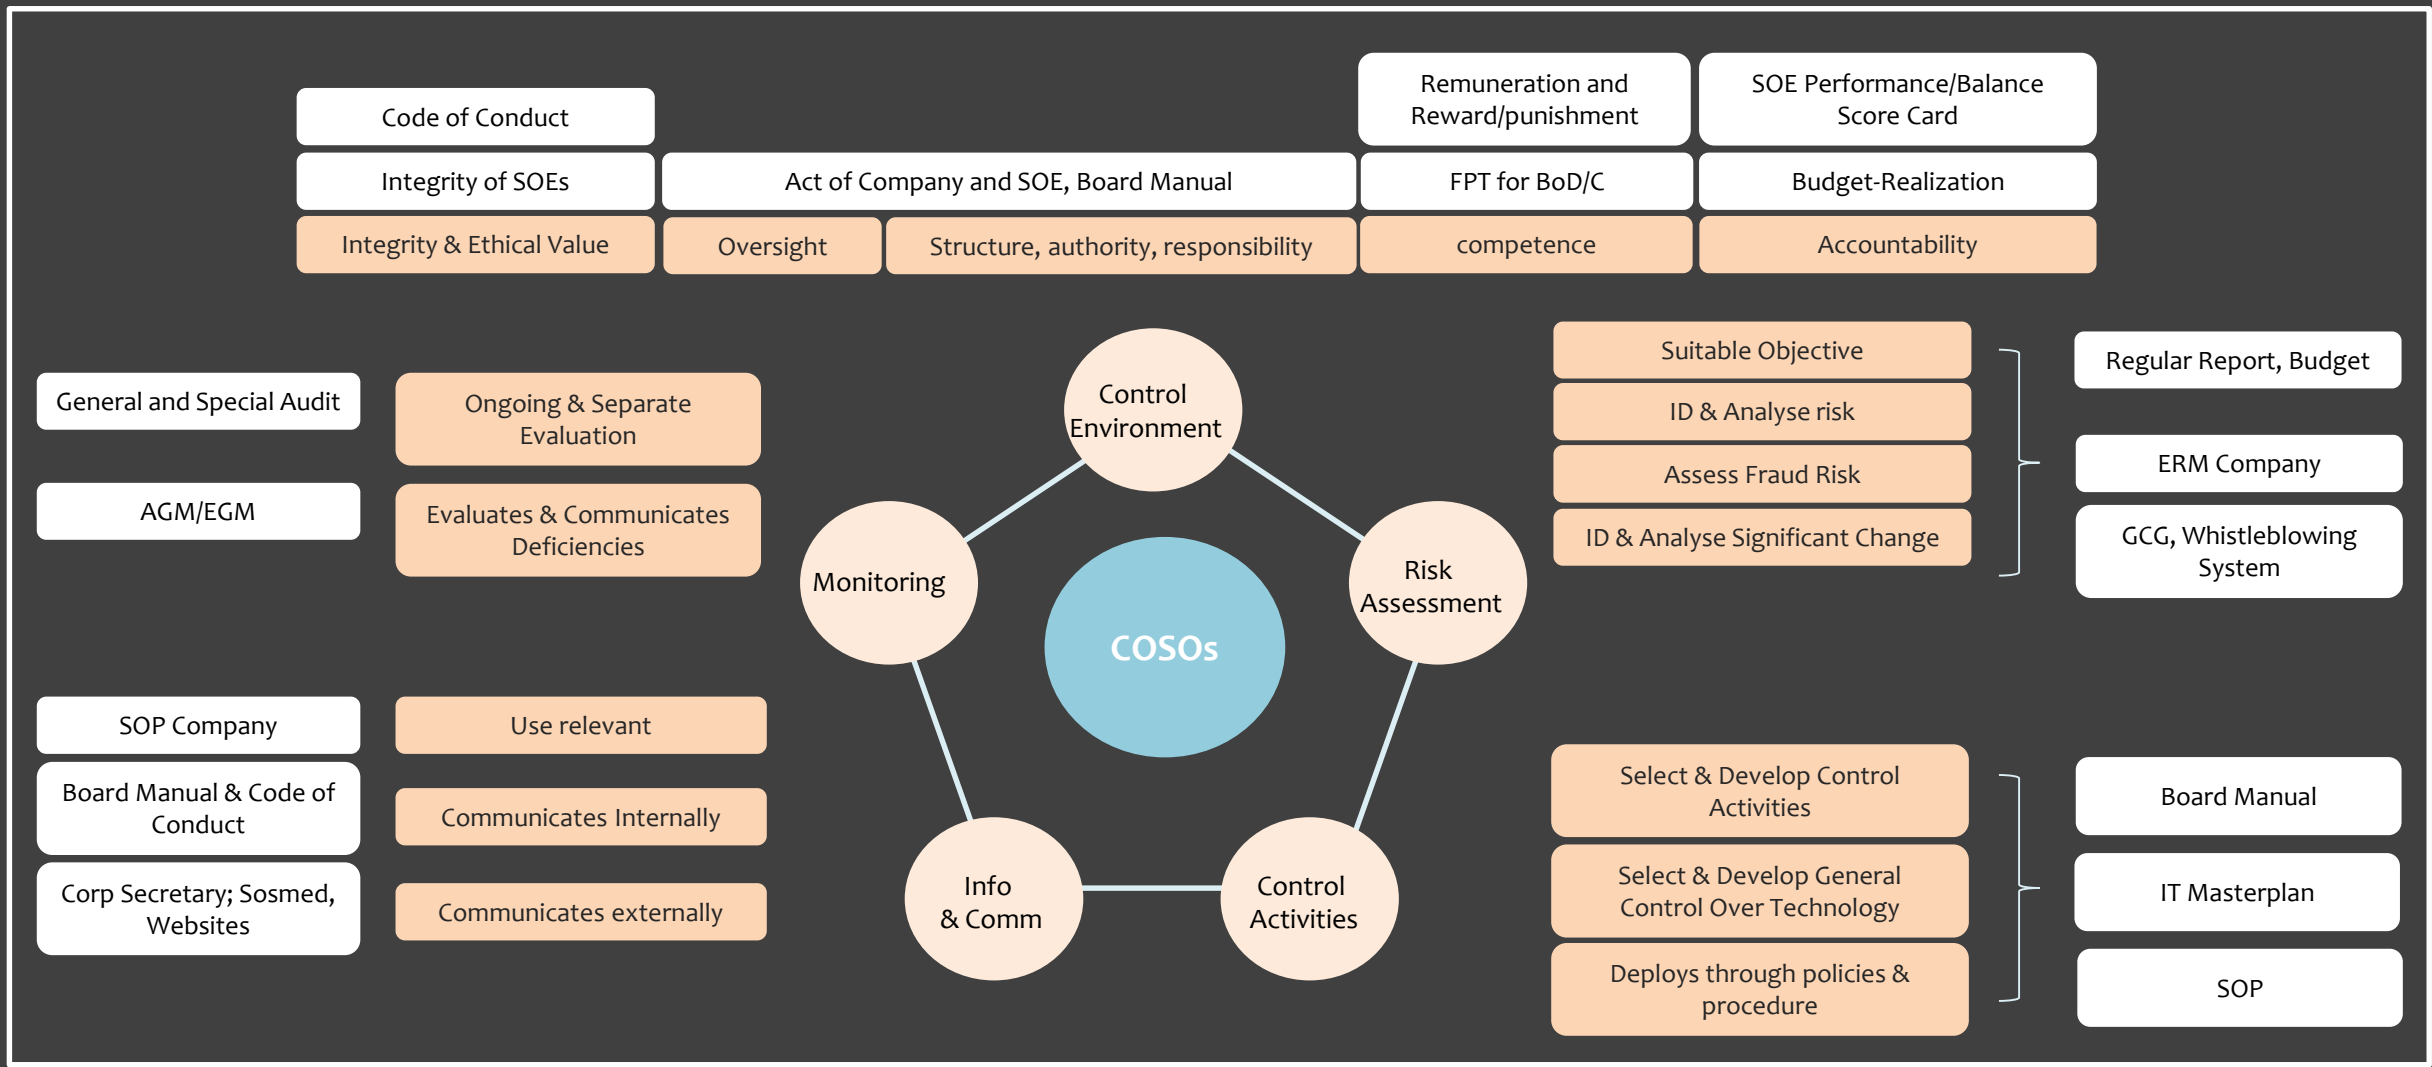 Code of Conduct
Remuneration and
Reward/punishment
SOE Performance/Balance
Score Card
Integrity of SOEs
Act of Company and SOE, Board Manual
FPT for BoD/C
Budget-Realization
Integrity & Ethical Value
Oversight
Structure, authority, responsibility
competence
Accountability
General and Special Audit
AGM/EGM
Ongoing & Separate
Evaluation
Evaluates & Communicates
Deficiencies
Control
Environment
Monitoring
Risk
Assessment
COSOs
Info
& Comm
Control
Activities
Suitable Objective
ID & Analyse risk
Assess Fraud Risk
ID & Analyse Significant Change
Regular Report, Budget
ERM Company
GCG, Whistleblowing
System
SOP Company
Board Manual & Code of
Conduct
Corp Secretary; Sosmed,
Websites
Use relevant
Communicates Internally
Communicates externally
Select & Develop Control
Activities
Select & Develop General
Control Over Technology
Deploys through policies &
procedure
Board Manual
IT Masterplan
SOP